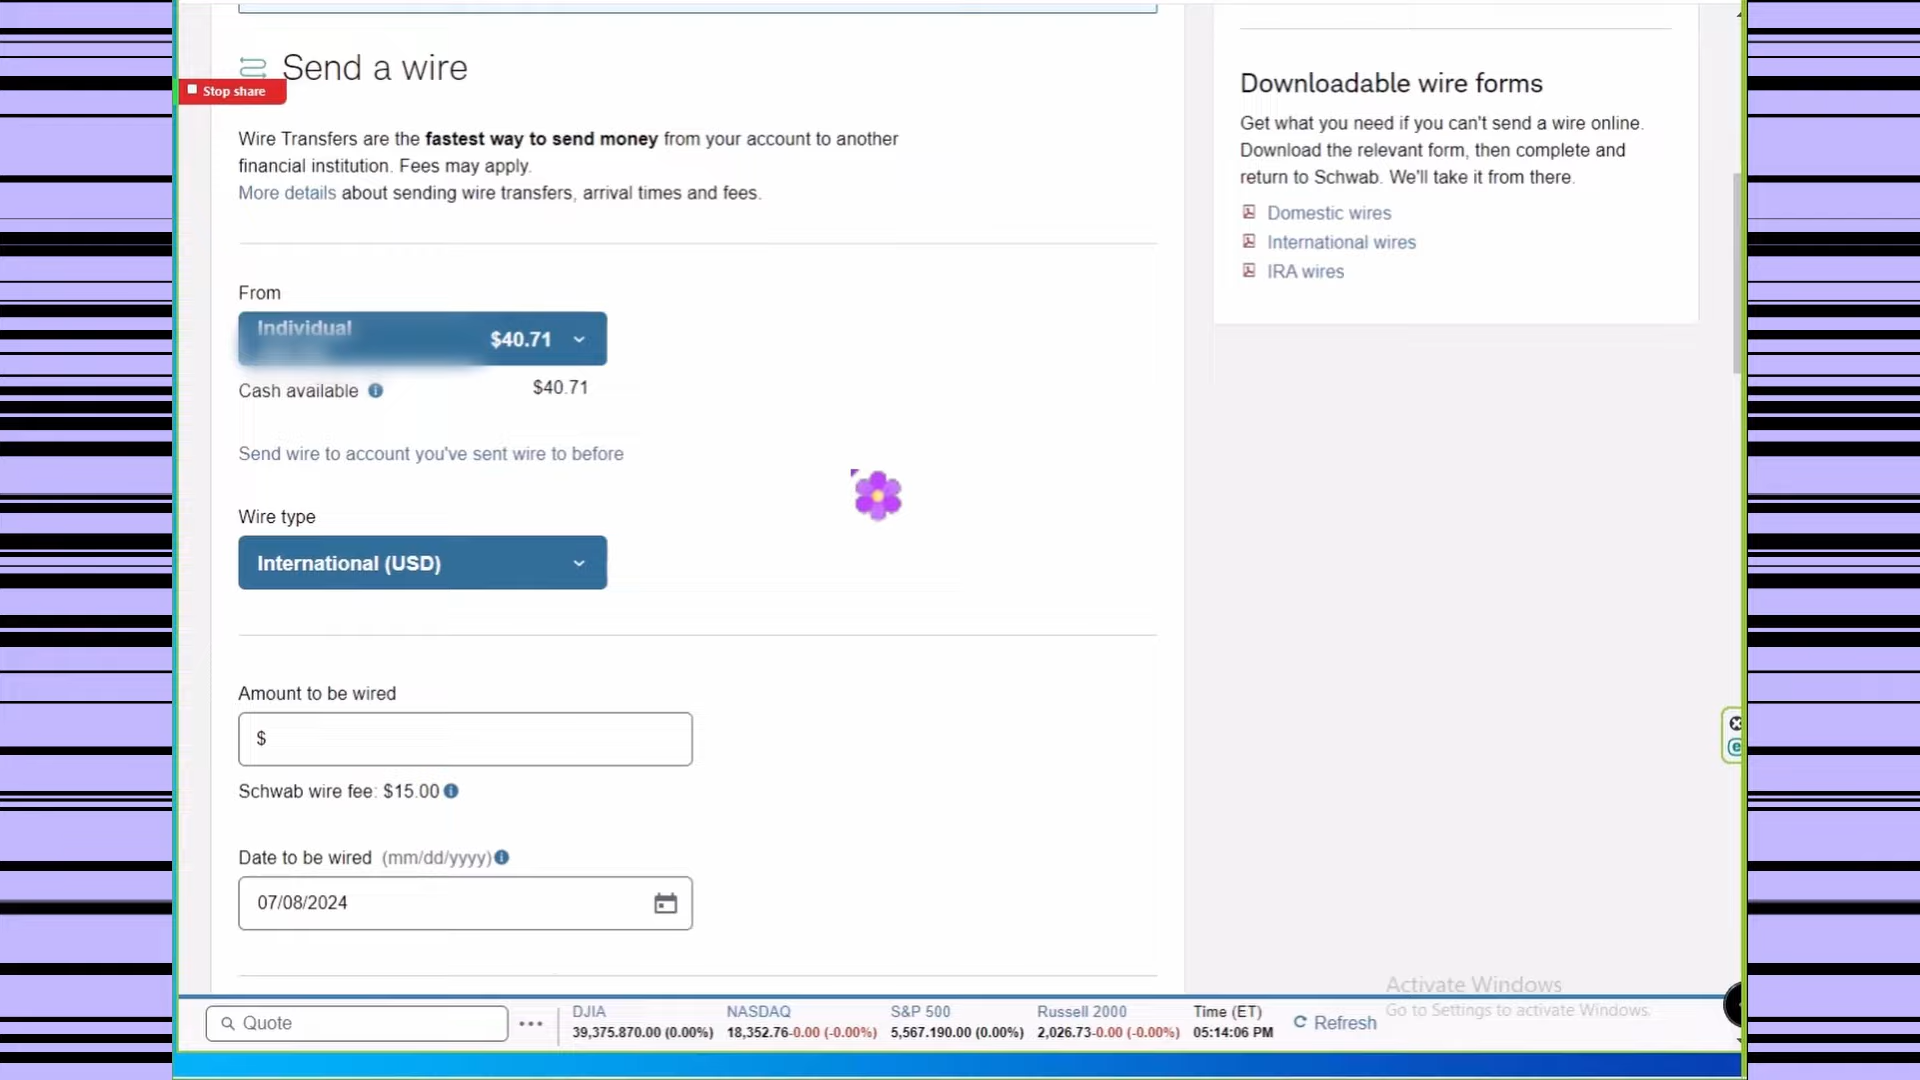 Send a wire
Stop share
Wire Transfers are the fastest way to send money from your account to another
financial institution. Fees may apply.
More details about sending wire transfers, arrival times and fees.
From
Individual
$40.71
Cash available
$40.71
Send wire to account you've sent wire to before
Wire type
International (USD)
Amount to be wired
$
Schwab wire fee: $15.00
Date to be wired (mm/dd/yyyy)
07/08/2024
Downloadable wire forms
Get what you need if you can't send a wire online.
Download the relevant form, then complete and
return to Schwab. We'll take it from there.
Domestic wires
International wires
IRA wires
Activate Windows
Go to Settings to activate Windows.
Quote
DJIA
39,375.870.00 (0.00%)
NASDAQ
18,352.76-0.00 (-0.00%)
S&P 500
5,567.190.00 (0.00%)
Russell 2000
2,026.73-0.00 (-0.00%)
Time (ET)
05:14:06 PM
Refresh